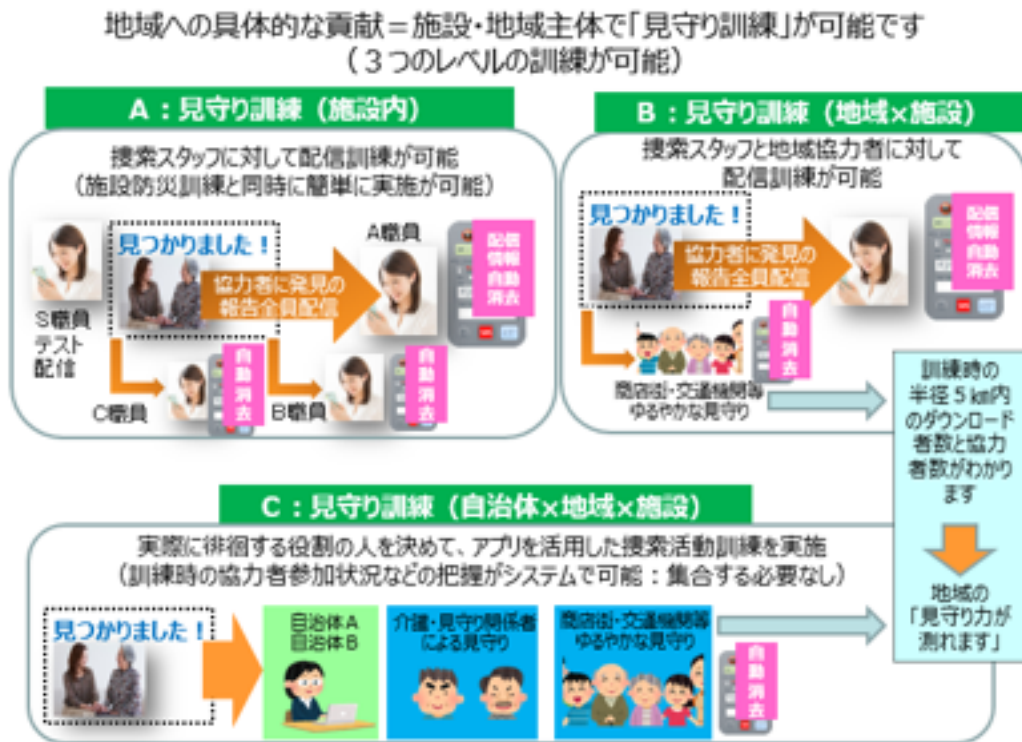 地域への具体的な貢献＝施設・地域主体で「見守り訓練」が可能です
（３つのレベルの訓練が可能）
A：見守り訓練（施設内）
捜索スタッフに対して配信訓練が可能
（施設防災訓練と同時に簡単に実施が可能）
見つかりました！
協力者に発見の
報告全員配信
A職員
配信
情報
自動
消去
S職員
テスト
配信
C職員
自動消去
B職員
自動消去
B：見守り訓練（地域×施設）
捜索スタッフと地域協力者に対して
配信訓練が可能
見つかりました！
協力者に発見の
報告全員配信
配信
情報
自動
消去
自動消去
商店街・交通機関等
ゆるやかな見守り
訓練時の
半径５㎞内
のダウンロード
者数と協力
者数がわかり
ます
地域の
「見守り力が
測れます」
C：見守り訓練（自治体×地域×施設）
実際に徘徊する役割の人を決めて、アプリを活用した捜索活動訓練を実施
（訓練時の協力者参加状況などの把握がシステムで可能：集合する必要なし）
見つかりました！
自治体A
自治体B
介護・見守り関係者
による見守り
商店街・交通機関等
ゆるやかな見守り
自動消去